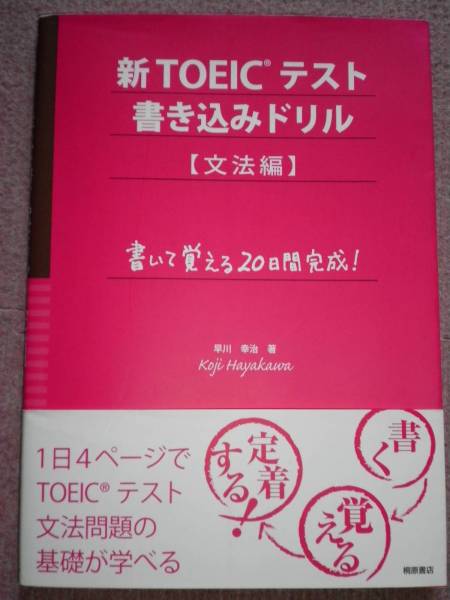 新TOEIC®テスト
書き込みドリル
【文法編】
書いて覚える20日間完成!
早川 幸治 著
Koji Hayakawa
1日4ページで
TOEIC®テスト
文法問題の
基礎が学べる
書く
覚える
定着する!
桐原書店